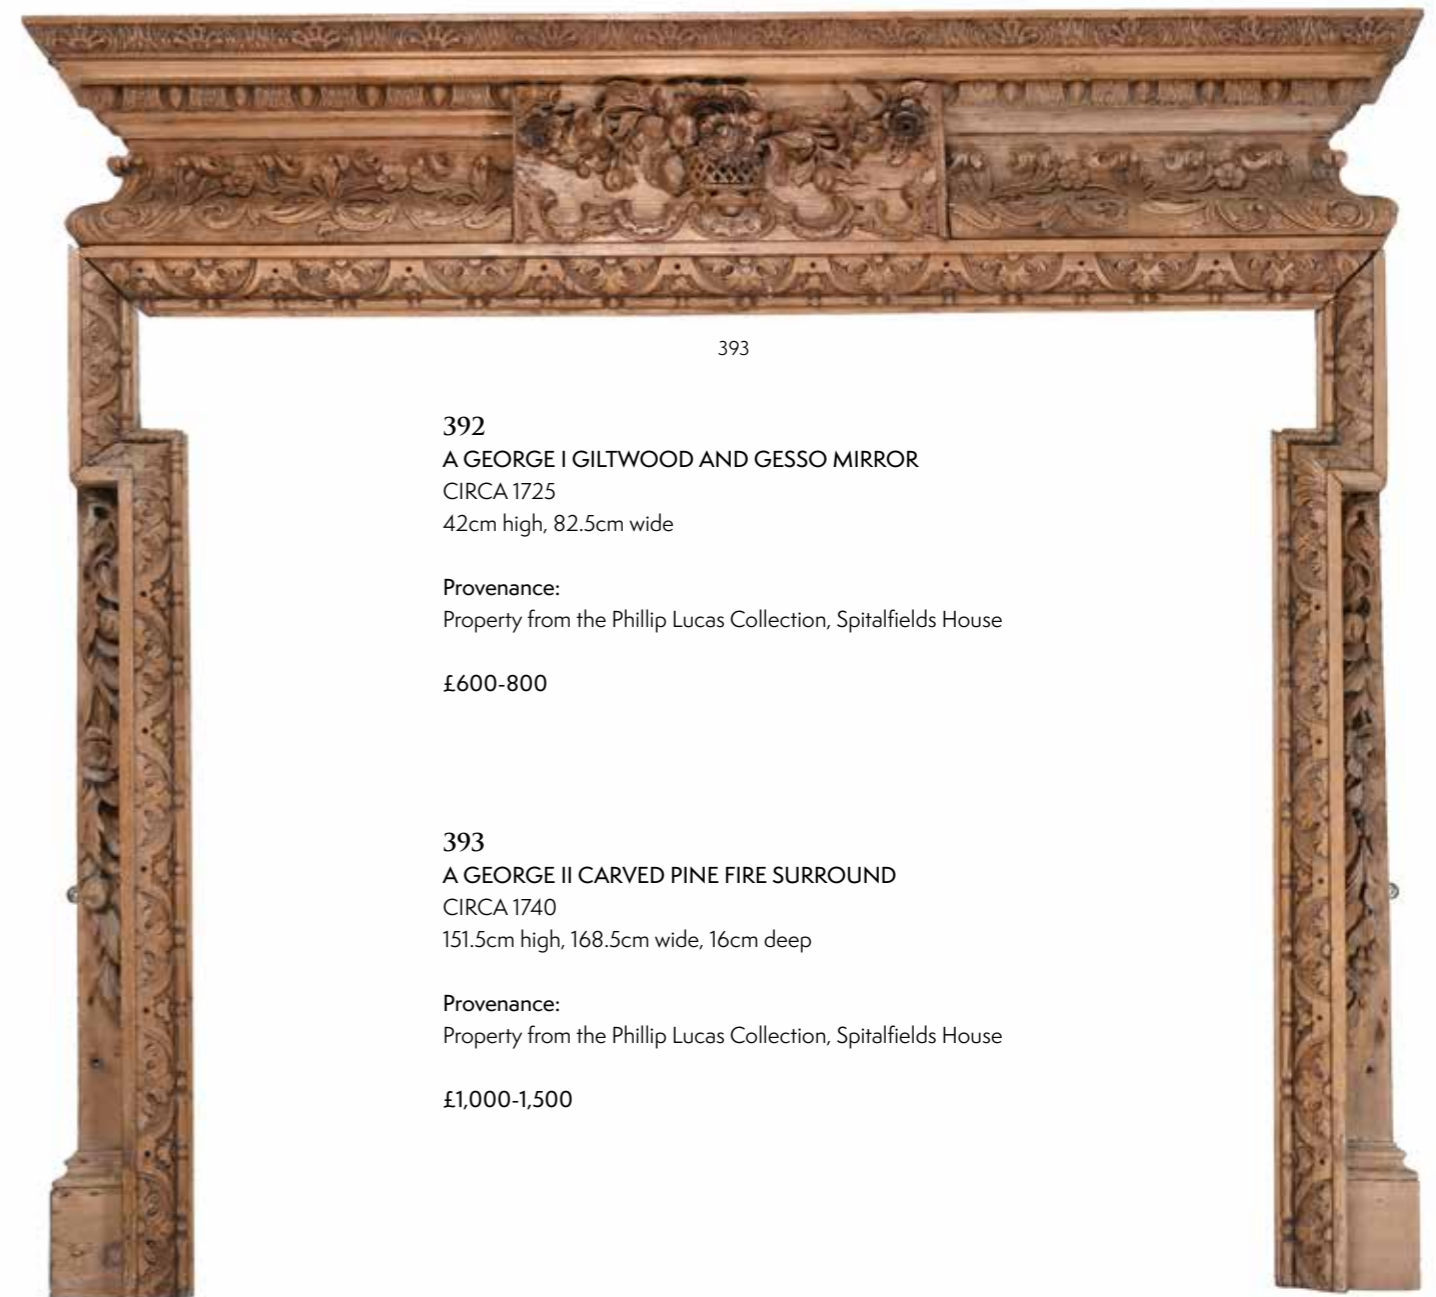 393
392
A GEORGE I GILTWOOD AND GESSO MIRROR
CIRCA 1725
42cm high, 82.5cm wide
Provenance:
Property from the Phillip Lucas Collection, Spitalfields House
£600-800
393
A GEORGE II CARVED PINE FIRE SURROUND
CIRCA 1740
151.5cm high, 168.5cm wide, 16cm deep
Provenance:
Property from the Phillip Lucas Collection, Spitalfields House
£1,000-1,500